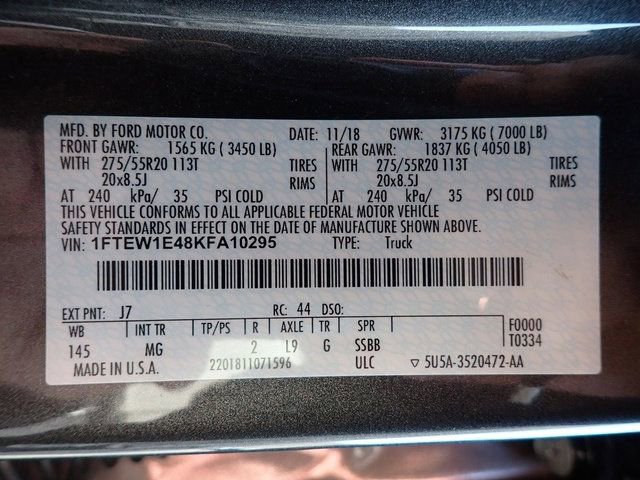 MFD. BY FORD MOTOR CO. DATE: 11/18 GVWR: 3175 KG ( 7000 LB)
FRONT GAWR: 1565 KG ( 3450 LB) REAR GAWR: 1837 KG ( 4050 LB)
WITH 275/55R20 113T TIRES WITH 275/55R20 113T TIRES
20x8.5J RIMS 20x8.5J RIMS
AT 240 kPa/ 35 PSI COLD AT 240 kPa/ 35 PSI COLD
THIS VEHICLE CONFORMS TO ALL APPLICABLE FEDERAL MOTOR VEHICLE
SAFETY STANDARDS IN EFFECT ON THE DATE OF MANUFACTURE SHOWN ABOVE.
VIN: 1FTEW1E48KFA10295 TYPE: Truck
EXT PNT: J7 RC: 44 DSO:
WB INT TR TP/PS R AXLE TR SPR F0000
145 MG 2 L9 G SSBB T0334
MADE IN U.S.A. 2201811071596 ULC ▽ 5U5A-3520472-AA